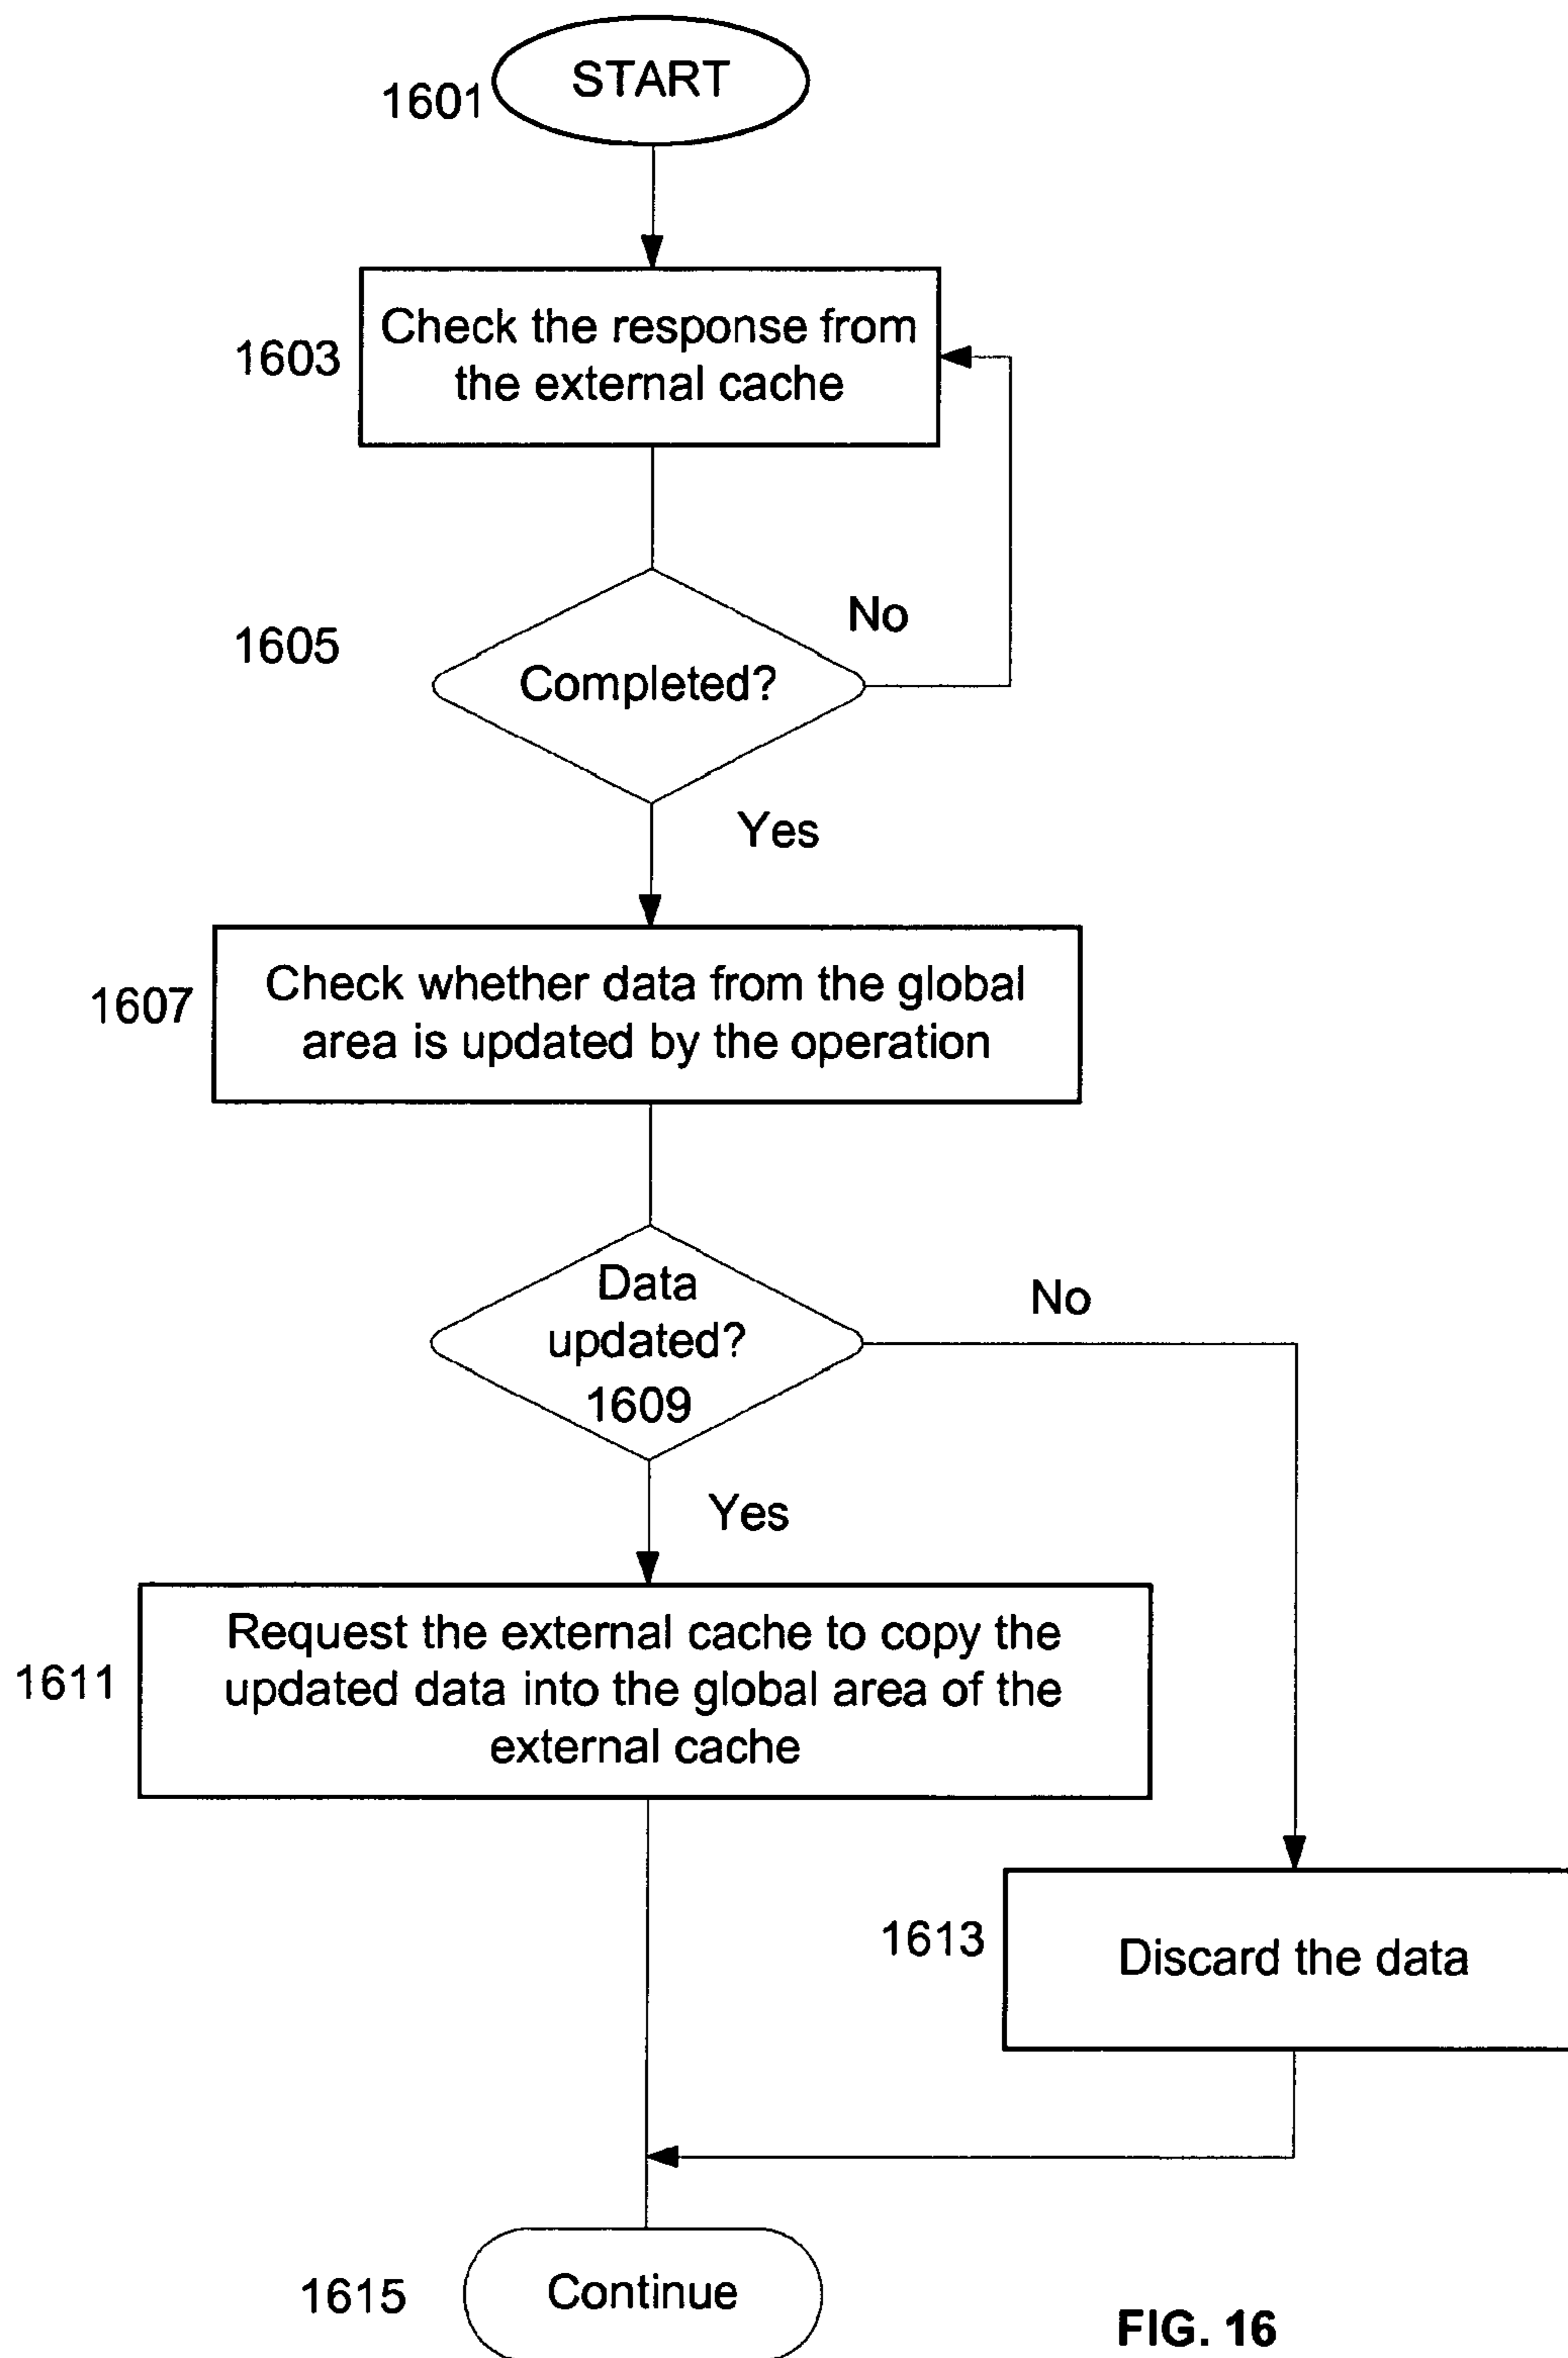 START
1601
Check the response from
the external cache
1603
No
1605
Completed?
Yes
Check whether data from the global
area is updated by the operation
1607
Data
updated?
1609
No
Yes
Request the external cache to copy the
updated data into the global area of the
external cache
1611
1613
Discard the data
1615
Continue
FIG. 16